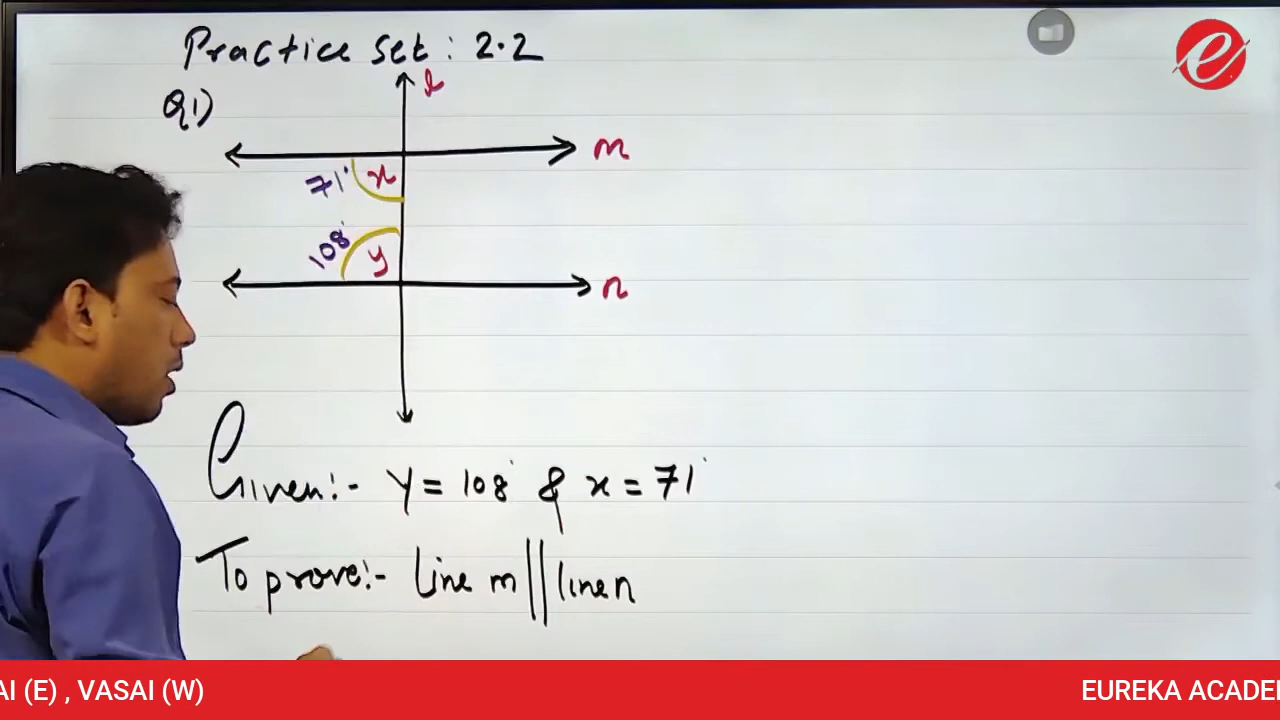 Practice set : 2.2
Q1)
l
m
71° x
108° y
n
Given:- y = 108° & x = 71°
To prove:- Line m || line n
AI (E) , VASAI (W)
EUREKA ACADE